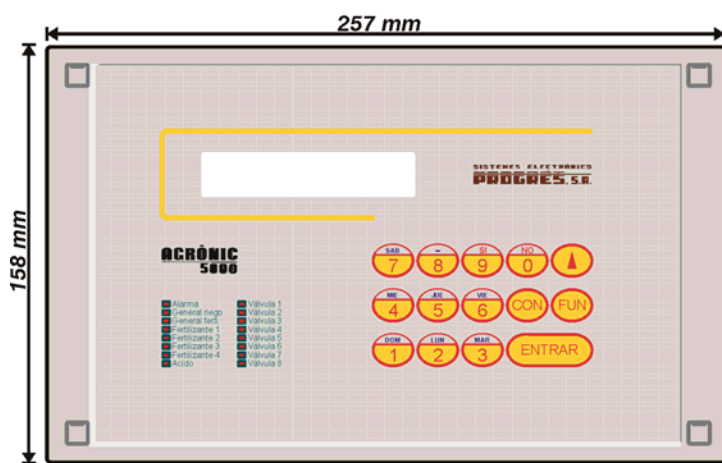 257 mm
158 mm
SISTEMES ELECTRÒNICS
PROGRÉS, S.A.
AGRÒNIC
5800
SAB – SI NO
7 8 9 0
MIE JUE VIE
4 5 6 CON FUN
DOM LUN MAR
1 2 3 ENTRAR
Alarma Válvula 1
General riego Válvula 2
General ferti. Válvula 3
Fertilizante 1 Válvula 4
Fertilizante 2 Válvula 5
Fertilizante 3 Válvula 6
Fertilizante 4 Válvula 7
Acido Válvula 8